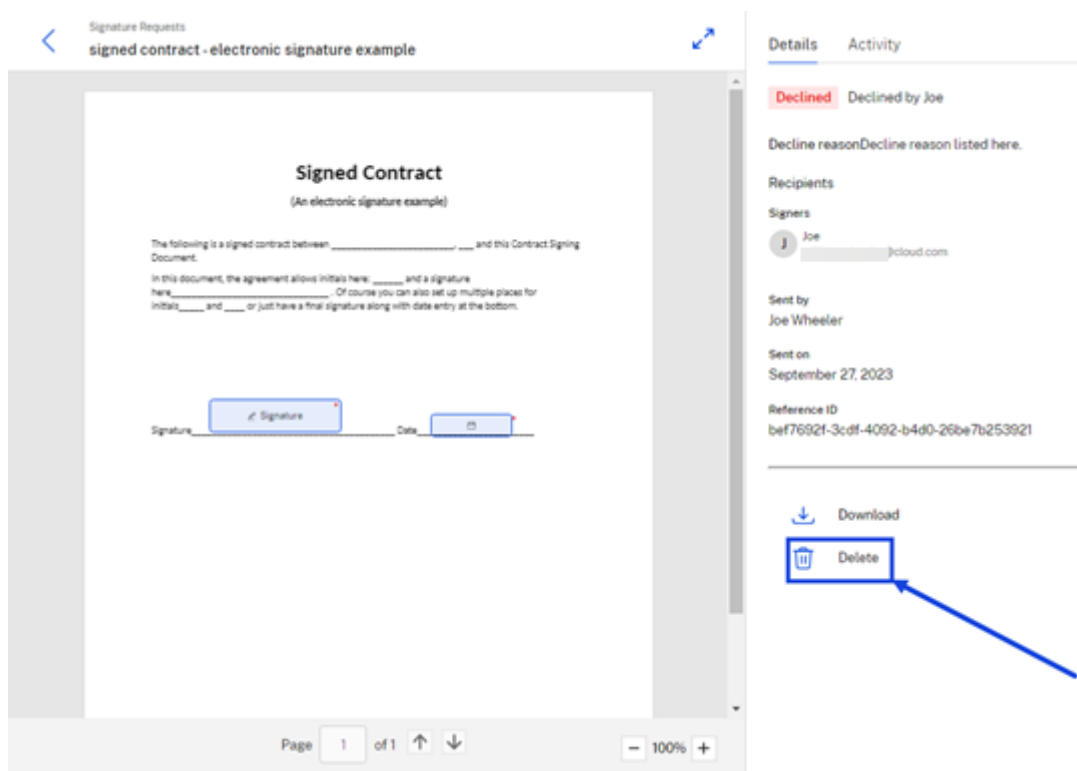 Signature Requests
signed contract - electronic signature example
Signed Contract
(An electronic signature example)
The following is a signed contract between ________________________, ___ and this Contract Signing
Document.
In this document, the agreement allows initials here: ______ and a signature
here______________________________ . Of course you can also set up multiple places for
initials_____ and ____ or just have a final signature along with date entry at the bottom.
Signature
Signature________________________________________ Date_______________________
Page 1 of 1
100%
Details Activity
Declined Declined by Joe
Decline reasonDecline reason listed here.
Recipients
Signers
J Joe
cloud.com
Sent by
Joe Wheeler
Sent on
September 27, 2023
Reference ID
bef7692f-3cdf-4092-b4d0-26be7b253921
Download
Delete